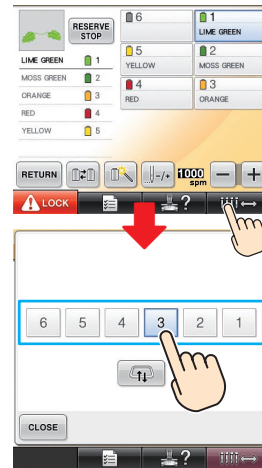 RESERVE STOP
LIME GREEN 1
MOSS GREEN 2
ORANGE 3
RED 4
YELLOW 5
6
1 LIME GREEN
5 YELLOW
2 MOSS GREEN
4 RED
3 ORANGE
RETURN
-/+
1000 spm
- +
LOCK
?
6 5 4 3 2 1
CLOSE
?